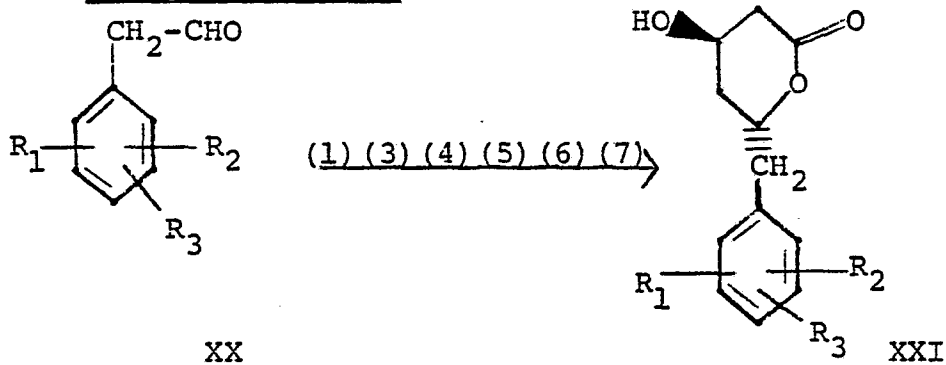 HO
O
CH2-CHO
O
R1
R2
(1) (3) (4) (5) (6) (7)
CH2
R3
R1
R2
R3
XX
XXI